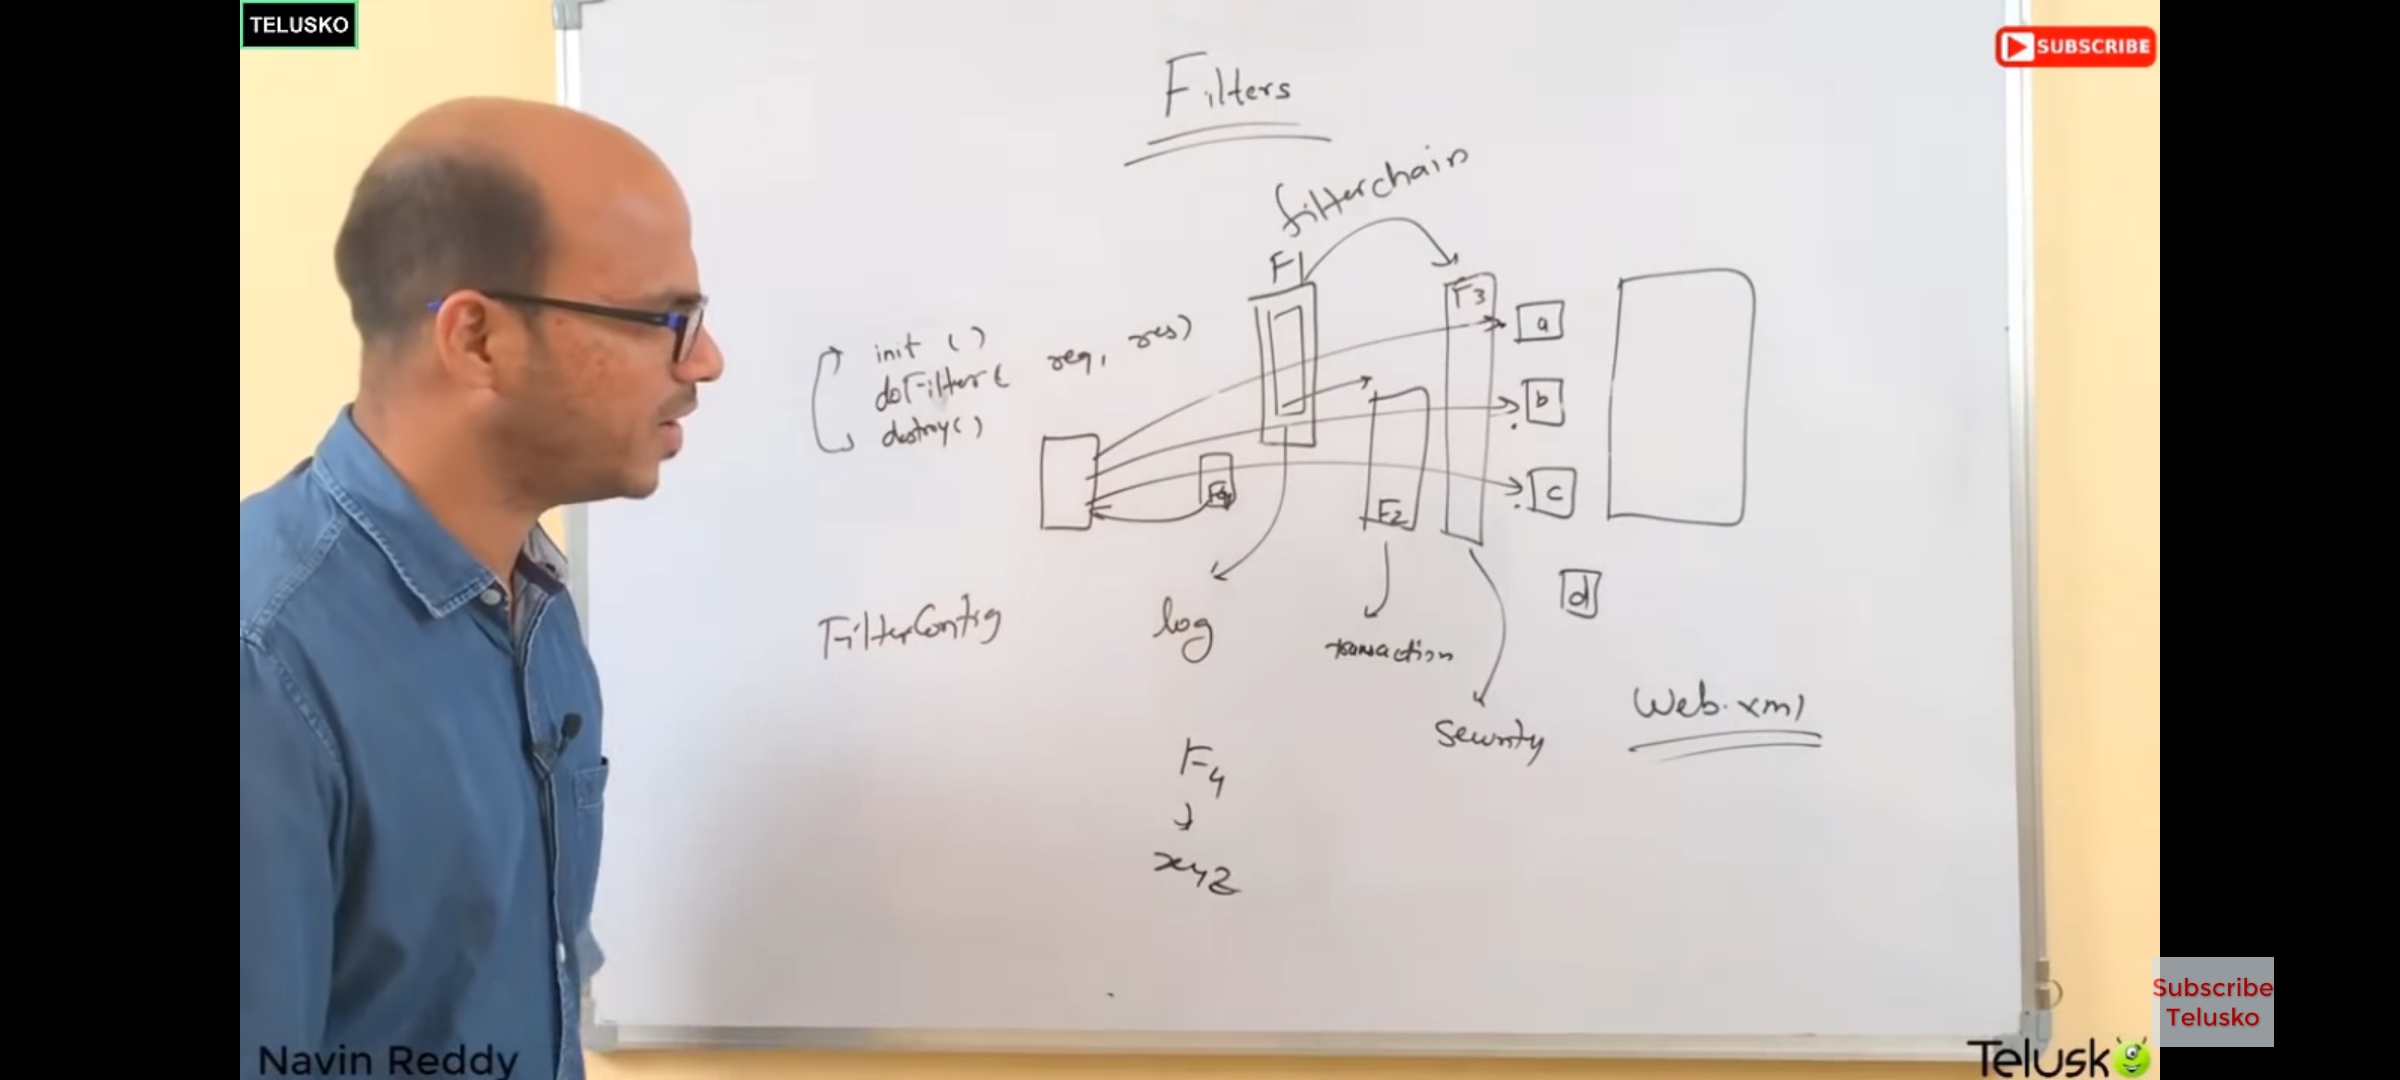 TELUSKO
SUBSCRIBE
Filters
filterchain
F1
F3
a
init ( )
doFilter ( req, res)
destroy ( )
b
F4
F2
c
d
FilterConfig
log
transaction
Security
Web.xml
F4
xyz
Subscribe
Telusko
Navin Reddy
Telusko